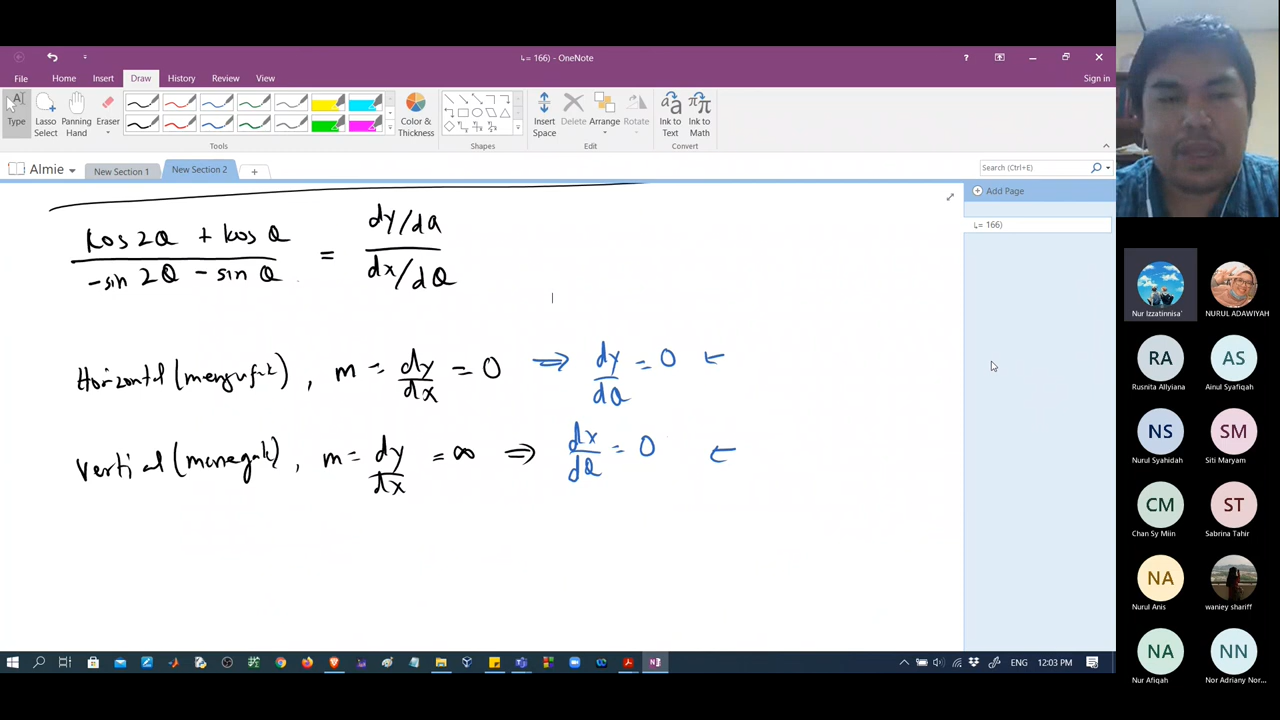 ↳= 166) - OneNote
File Home Insert Draw History Review View
Sign in
Type
Lasso Select
Panning Hand
Eraser
Color & Thickness
Insert Space
Delete
Arrange
Rotate
Ink to Text
Ink to Math
Tools
Shapes
Edit
Convert
Almie
New Section 1
New Section 2
Search (Ctrl+E)
Add Page
↳= 166)
kos 2θ + kos θ
-sin 2θ - sin θ
=
dy/dθ
dx/dθ
Horizontal (mengufuk), m = dy/dx = 0 ⇒ dy/dθ = 0 ←
Vertical (menegak), m = dy/dx = ∞ ⇒ dx/dθ = 0 ←
Nur Izzatinnisa'
NURUL ADAWIYAH
RA
AS
Rusnita Allyiana
Ainul Syafiqah
NS
SM
Nurul Syahidah
Siti Maryam
CM
ST
Chan Sy Miin
Sabrina Tahir
NA
Nurul Anis
waniey shariff
NA
NN
Nur Afiqah
Nor Adriany Nor...
ENG
12:03 PM